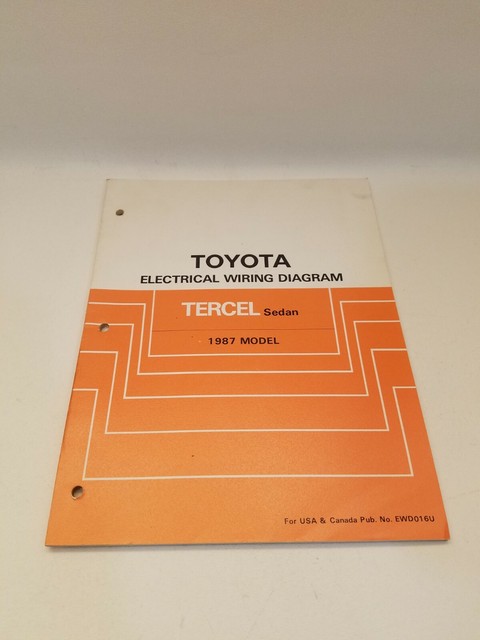 TOYOTA
ELECTRICAL WIRING DIAGRAM
TERCEL Sedan
1987 MODEL
For USA & Canada Pub. No. EWD016U